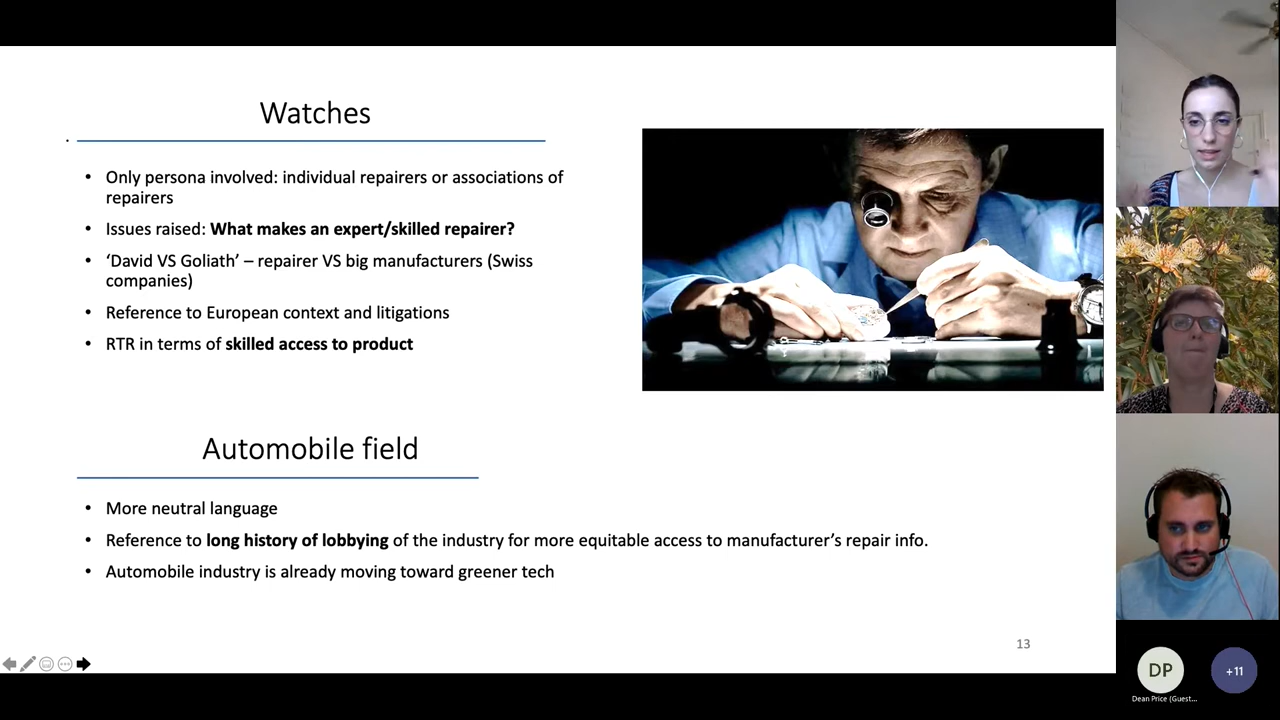 Watches
• Only persona involved: individual repairers or associations of
repairers
• Issues raised: What makes an expert/skilled repairer?
• ‘David VS Goliath’ – repairer VS big manufacturers (Swiss
companies)
• Reference to European context and litigations
• RTR in terms of skilled access to product
Automobile field
• More neutral language
• Reference to long history of lobbying of the industry for more equitable access to manufacturer’s repair info.
• Automobile industry is already moving toward greener tech
13
DP
+11
Dean Price (Guest...